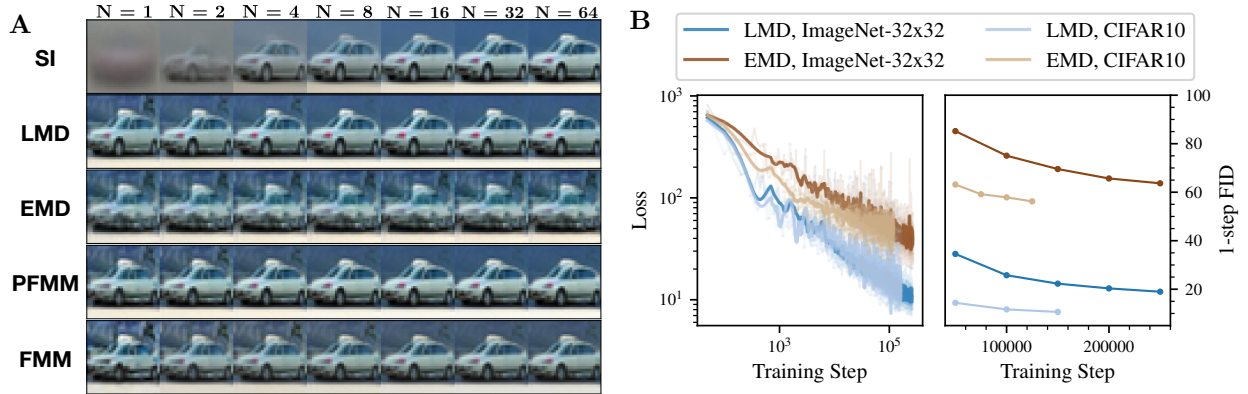 A
N = 1 N = 2 N = 4 N = 8 N = 16 N = 32 N = 64
SI
LMD
EMD
PFMM
FMM
B
LMD, ImageNet-32x32 LMD, CIFAR10
EMD, ImageNet-32x32 EMD, CIFAR10
Loss
10³
10²
10¹
10³ 10⁵
Training Step
100000 200000
Training Step
100
80
60
40
20
1-step FID